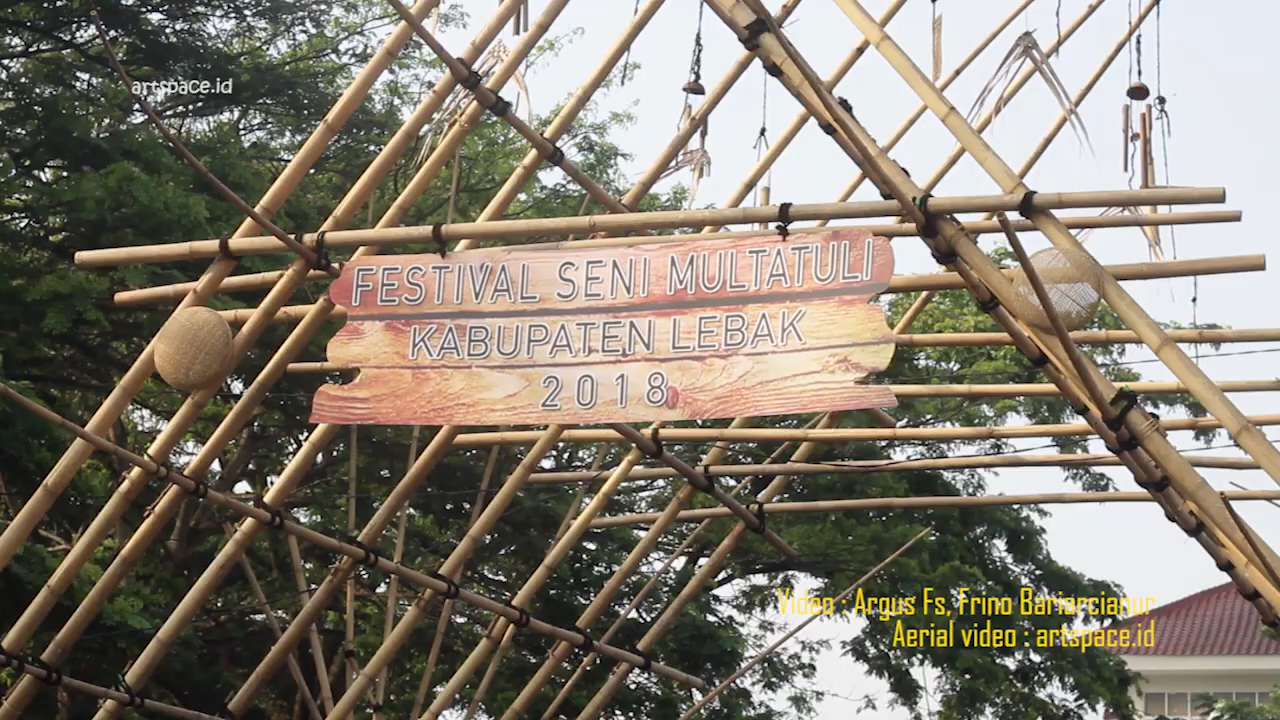 artspace.id
FESTIVAL SENI MULTATULI
KABUPATEN LEBAK
2018
Video : Argus Fs, Frino Bariarcianur
Aerial video : artspace.id